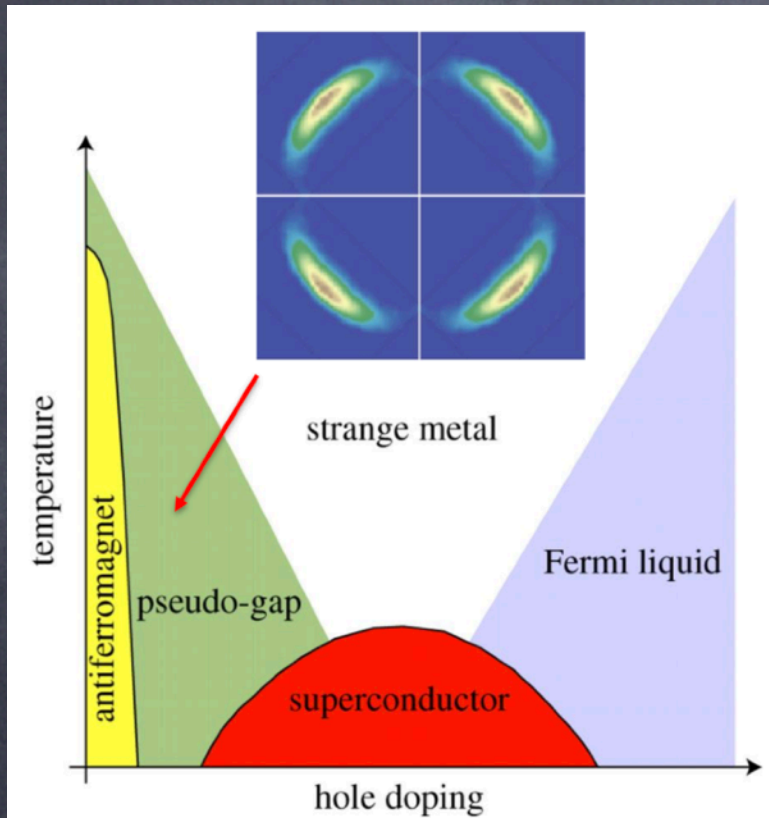 strange metal
temperature
antiferromagnet
pseudo-gap
Fermi liquid
superconductor
hole doping